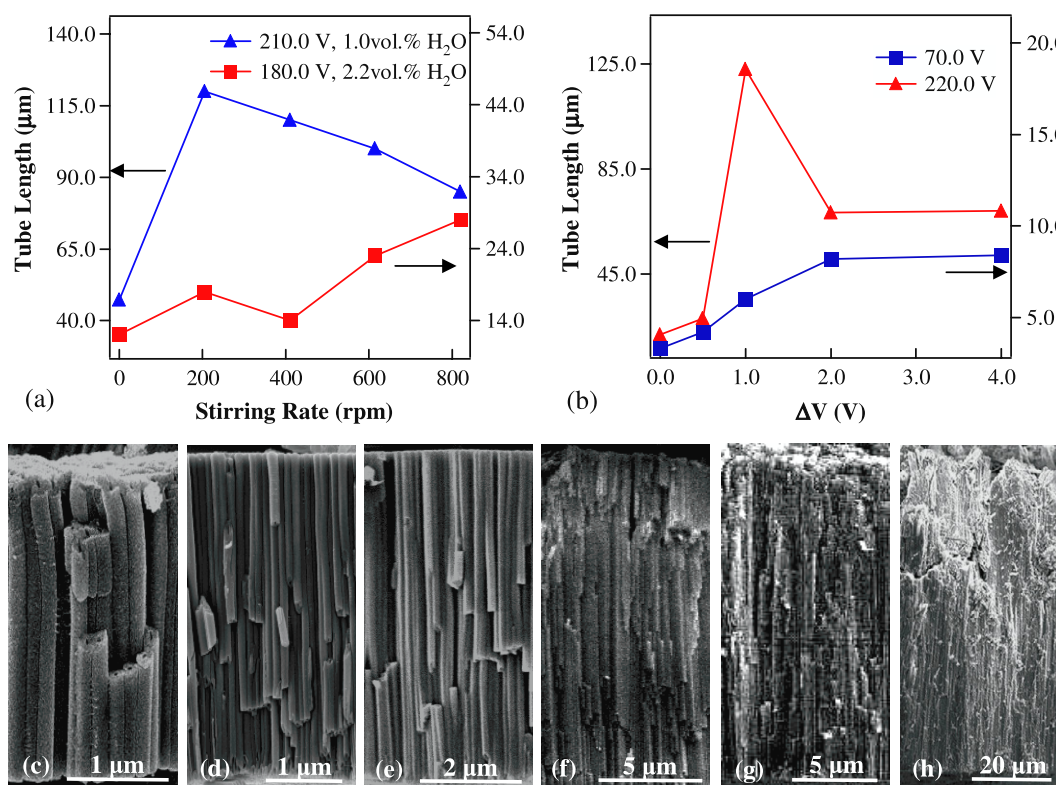 (a)
Tube Length (μm)
140.0
115.0
90.0
65.0
40.0
54.0
44.0
34.0
24.0
14.0
210.0 V, 1.0vol.% H₂O
180.0 V, 2.2vol.% H₂O
0
200
400
600
800
Stirring Rate (rpm)
(b)
Tube Length (μm)
125.0
85.0
45.0
20.0
15.0
10.0
5.0
70.0 V
220.0 V
0.0
1.0
2.0
3.0
4.0
ΔV (V)
(c)
1 μm
(d)
1 μm
(e)
2 μm
(f)
5 μm
(g)
5 μm
(h)
20 μm